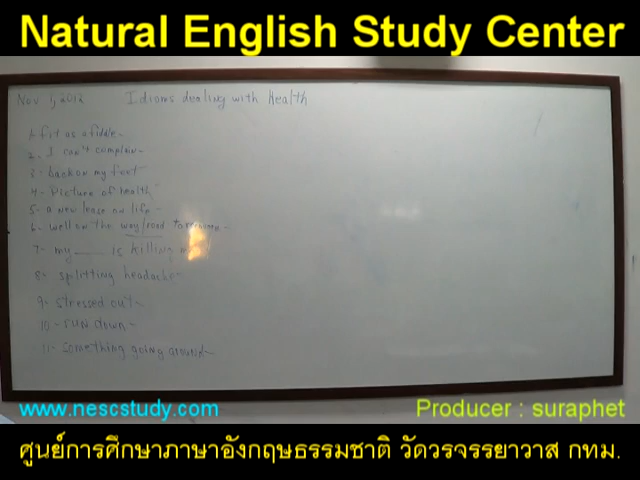 Natural English Study Center
Nov 1, 2012 Idioms dealing with Health
1- fit as a fiddle-
2- I can't complain-
3- back on my feet
4- Picture of health
5- a new lease on life-
6- well on the way/road to recovery-
7- my ____ is killing
8- splitting headache-
9- stressed out-
10- run down-
11- something going around-
www.nescstudy.com
Producer : suraphet
ศูนย์การศึกษาภาษาอังกฤษธรรมชาติ วัดวรจรรยาวาส กทม.